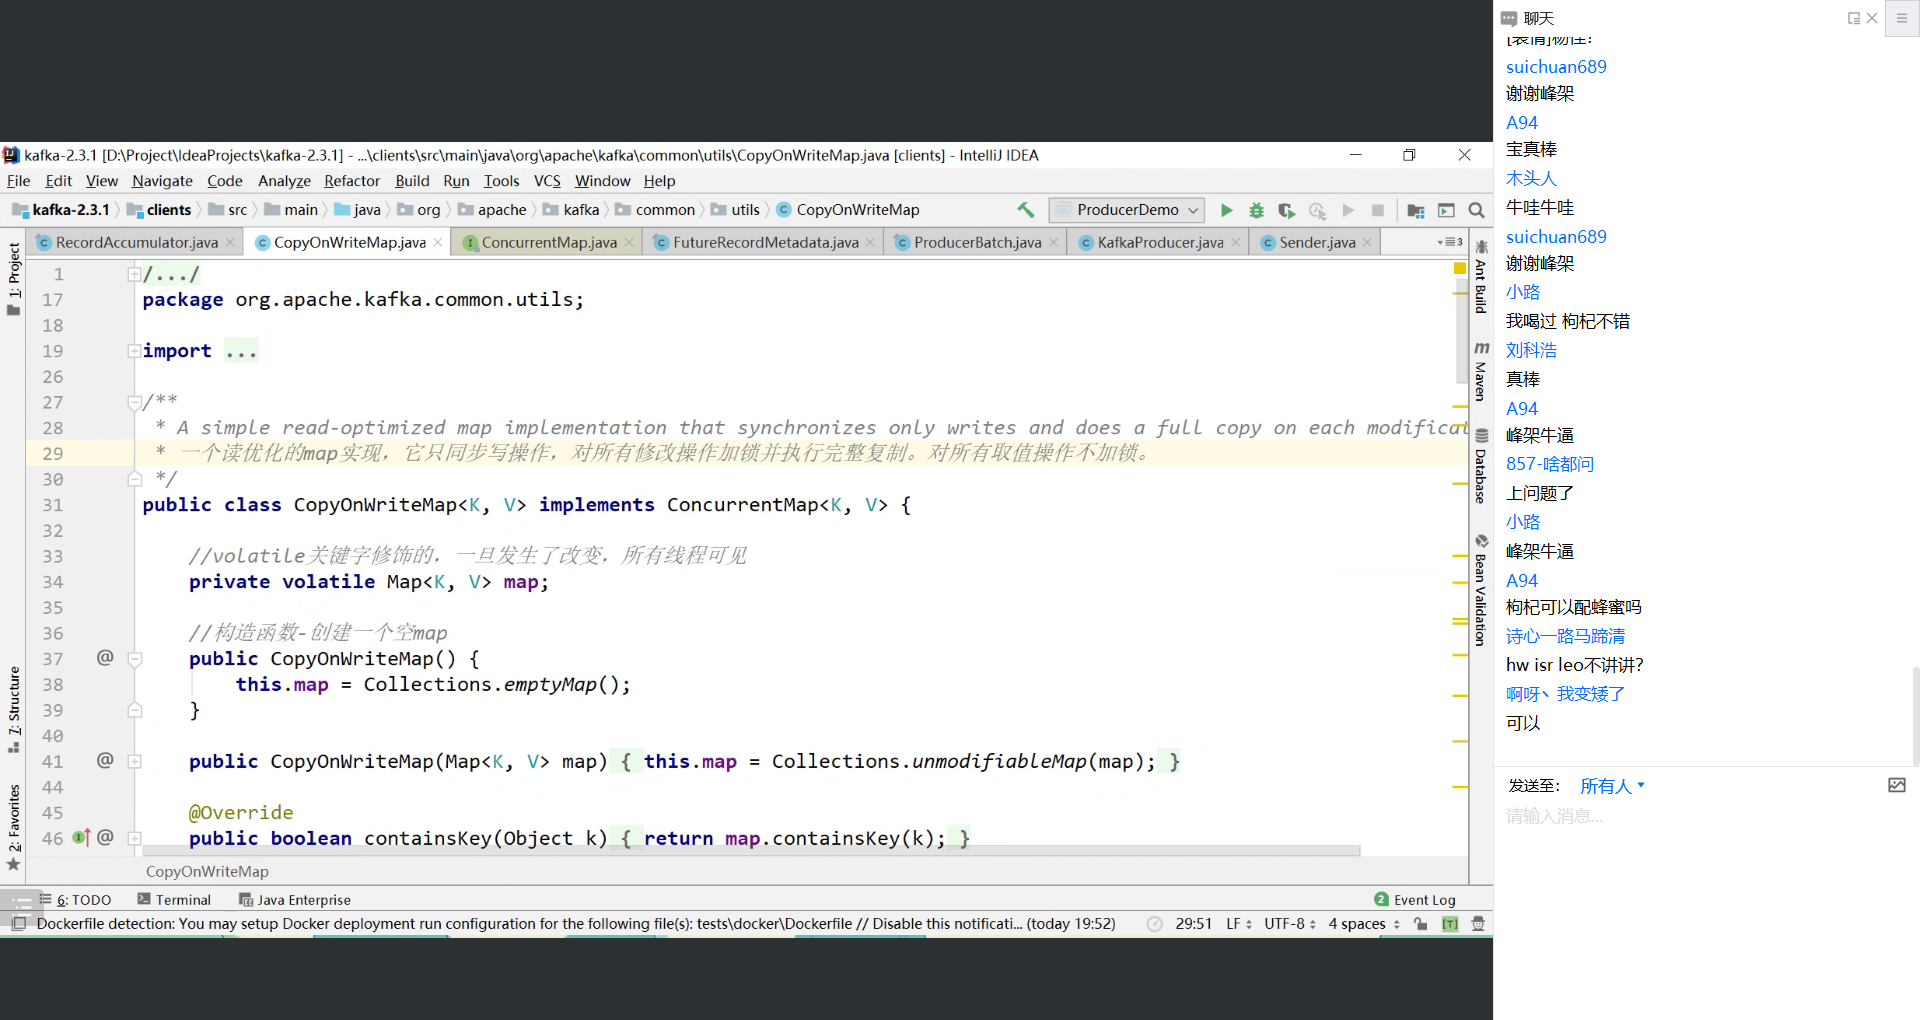 kafka-2.3.1 [D:\Project\IdeaProjects\kafka-2.3.1] - ...\clients\src\main\java\org\apache\kafka\common\utils\CopyOnWriteMap.java [clients] - IntelliJ IDEA
File Edit View Navigate Code Analyze Refactor Build Run Tools VCS Window Help
kafka-2.3.1 clients src main java org apache kafka common utils CopyOnWriteMap ProducerDemo
RecordAccumulator.java CopyOnWriteMap.java ConcurrentMap.java FutureRecordMetadata.java ProducerBatch.java KafkaProducer.java Sender.java 3
1: Project
7: Structure
2: Favorites
1 /.../
17 package org.apache.kafka.common.utils;
18
19 import ...
26
27 /**
28 * A simple read-optimized map implementation that synchronizes only writes and does a full copy on each modificat
29 * 一个读优化的map实现，它只同步写操作，对所有修改操作加锁并执行完整复制。对所有取值操作不加锁。
30 */
31 public class CopyOnWriteMap<K, V> implements ConcurrentMap<K, V> {
32
33 //volatile关键字修饰的，一旦发生了改变，所有线程可见
34 private volatile Map<K, V> map;
35
36 //构造函数-创建一个空map
37 @ public CopyOnWriteMap() {
38 this.map = Collections.emptyMap();
39 }
40
41 @ public CopyOnWriteMap(Map<K, V> map) { this.map = Collections.unmodifiableMap(map); }
44
45 @Override
46 @ public boolean containsKey(Object k) { return map.containsKey(k); }
CopyOnWriteMap
Ant Build
Maven
Database
Bean Validation
6: TODO Terminal Java Enterprise 2 Event Log
Dockerfile detection: You may setup Docker deployment run configuration for the following file(s): tests\docker\Dockerfile // Disable this notificati... (today 19:52) 29:51 LF UTF-8 4 spaces [T]
聊天
suichuan689
谢谢峰架
A94
宝真棒
木头人
牛哇牛哇
suichuan689
谢谢峰架
小路
我喝过 枸杞不错
刘科浩
真棒
A94
峰架牛逼
857-啥都问
上问题了
小路
峰架牛逼
A94
枸杞可以配蜂蜜吗
诗心一路马蹄清
hw isr leo不讲讲?
啊呀丶我变矮了
可以
发送至: 所有人
请输入消息...